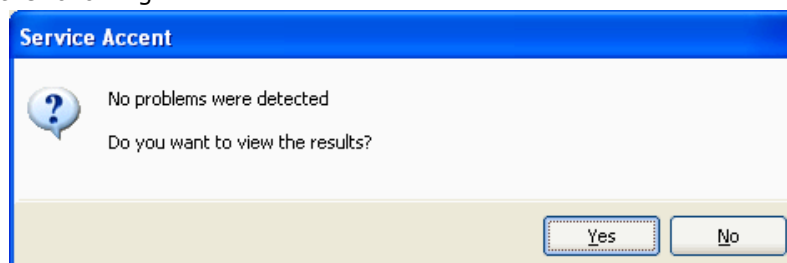 Service Accent
No problems were detected
Do you want to view the results?
Yes No